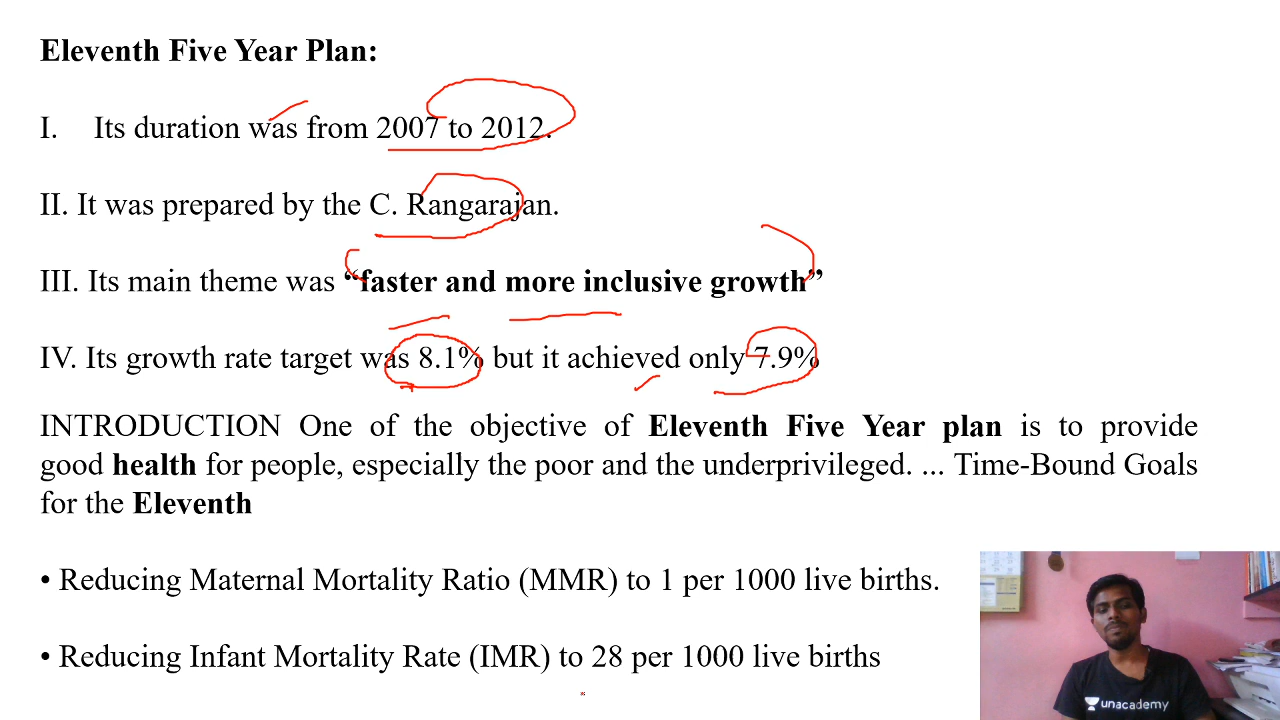 Eleventh Five Year Plan:
I. Its duration was from 2007 to 2012.
II. It was prepared by the C. Rangarajan.
III. Its main theme was “faster and more inclusive growth”
IV. Its growth rate target was 8.1% but it achieved only 7.9%
INTRODUCTION One of the objective of Eleventh Five Year plan is to provide
good health for people, especially the poor and the underprivileged. ... Time-Bound Goals
for the Eleventh
• Reducing Maternal Mortality Ratio (MMR) to 1 per 1000 live births.
• Reducing Infant Mortality Rate (IMR) to 28 per 1000 live births
unacademy